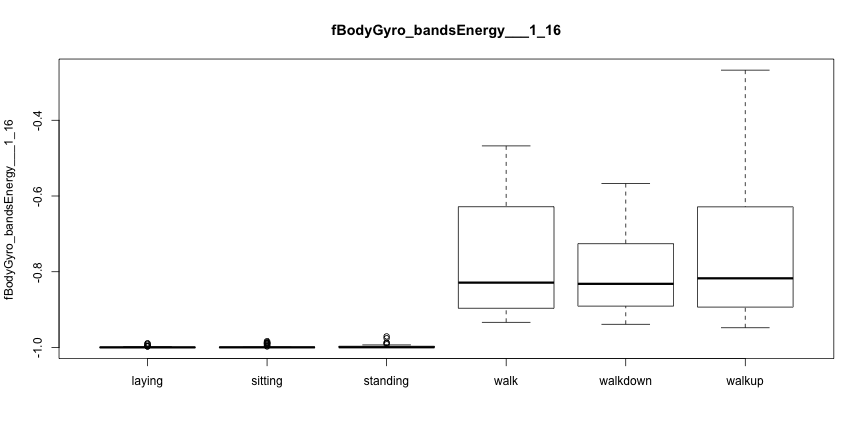 fBodyGyro_bandsEnergy___1_16
fBodyGyro_bandsEnergy___1_16
-0.4
-0.6
-0.8
-1.0
laying sitting standing walk walkdown walkup